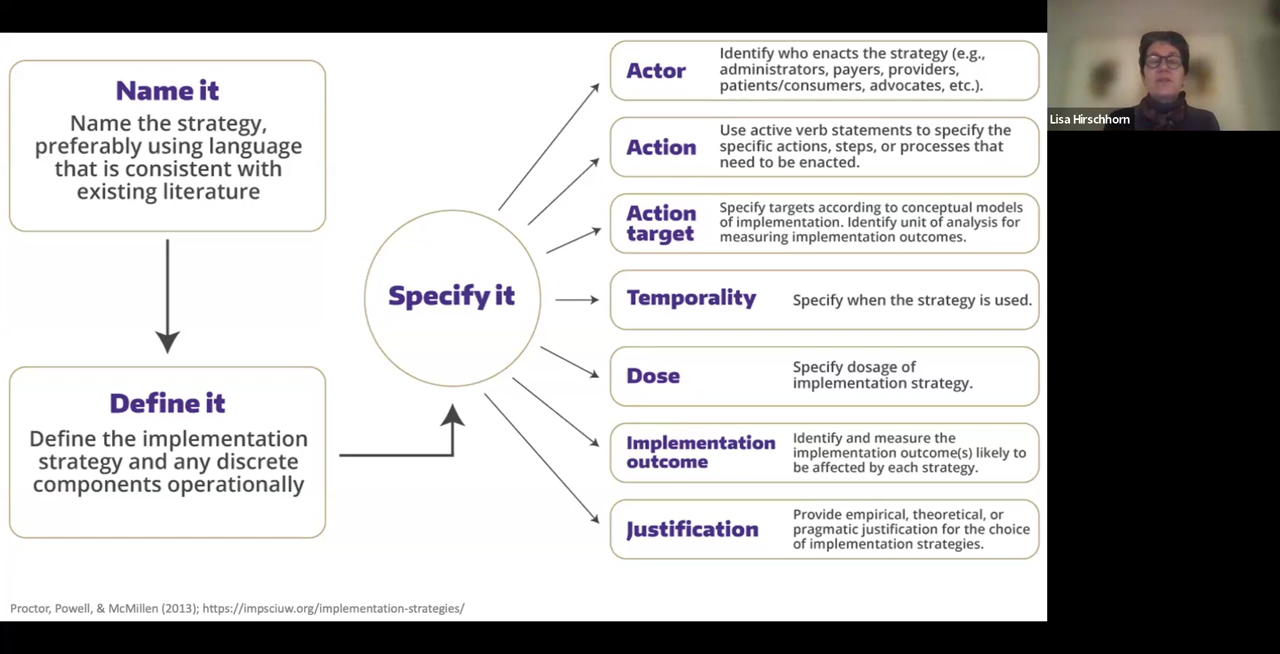 Name it
Name the strategy,
preferably using language
that is consistent with
existing literature
Define it
Define the implementation
strategy and any discrete
components operationally
Specify it
Actor
Identify who enacts the strategy (e.g.,
administrators, payers, providers,
patients/consumers, advocates, etc.).
Action
Use active verb statements to specify the
specific actions, steps, or processes that
need to be enacted.
Action
target
Specify targets according to conceptual models
of implementation. Identify unit of analysis for
measuring implementation outcomes.
Temporality
Specify when the strategy is used.
Dose
Specify dosage of
implementation strategy.
Implementation
outcome
Identify and measure the
implementation outcome(s) likely to
be affected by each strategy.
Justification
Provide empirical, theoretical, or
pragmatic justification for the choice
of implementation strategies.
Proctor, Powell, & McMillen (2013); https://impsciuw.org/implementation-strategies/
Lisa Hirschhorn